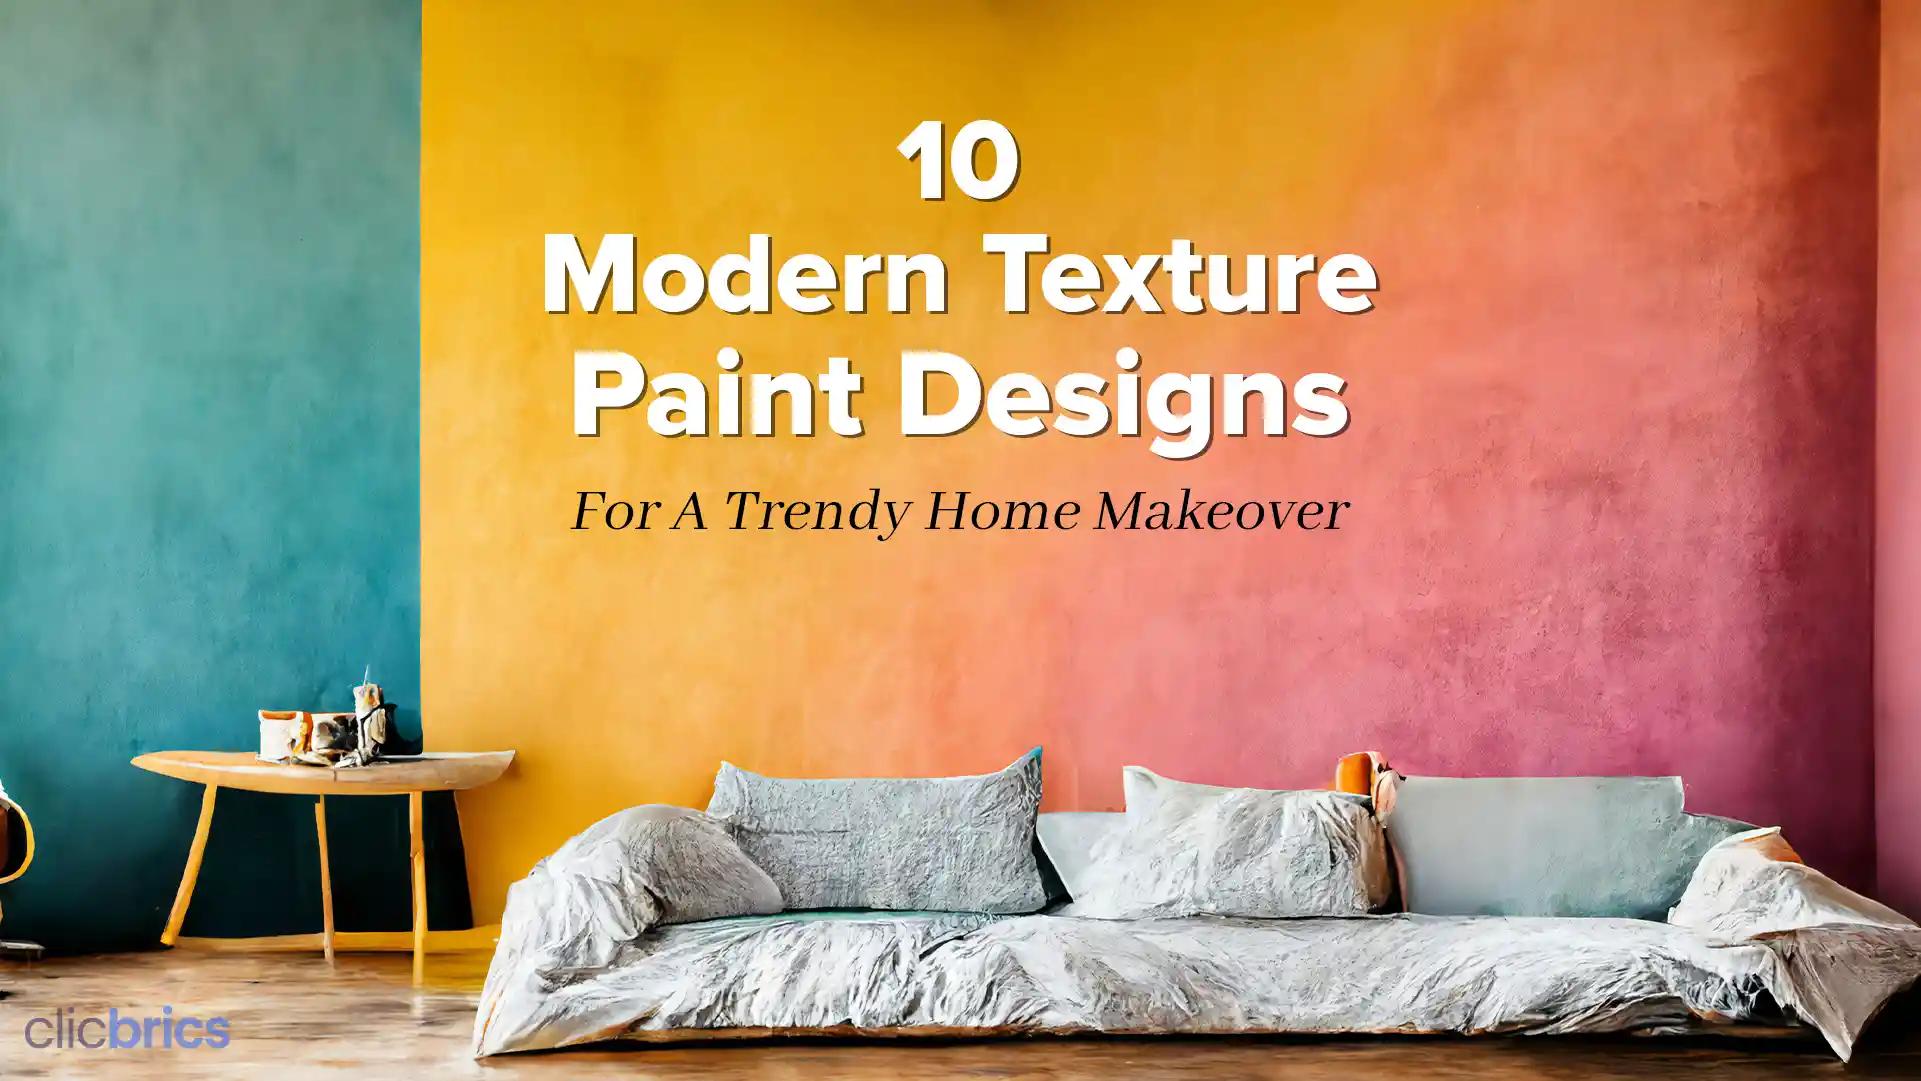 10
Modern Texture
Paint Designs
For A Trendy Home Makeover
clicbrics